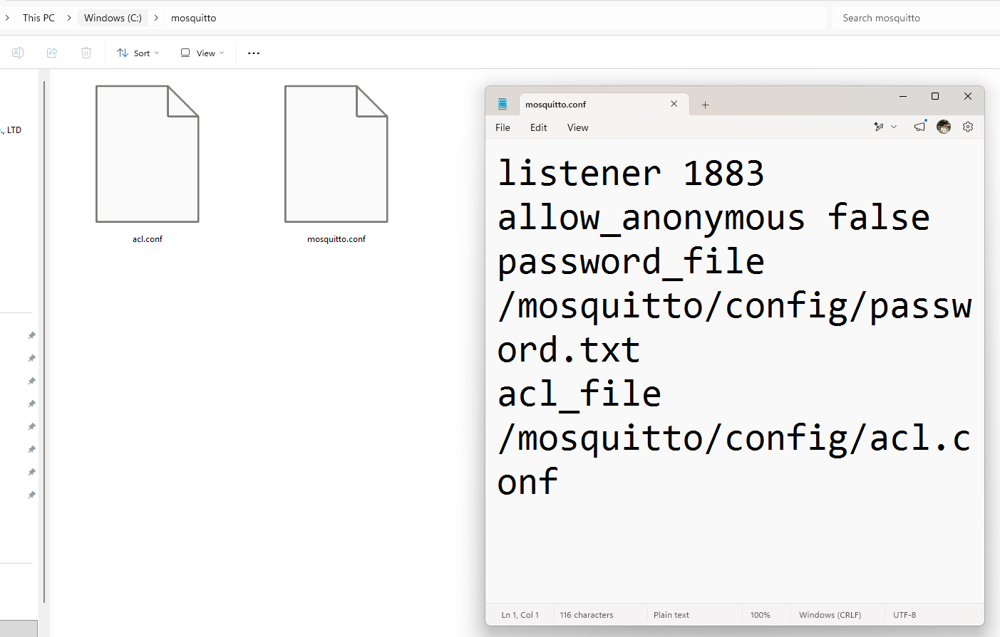 This PC > Windows (C:) > mosquitto
Search mosquitto
Sort
View
., LTD
acl.conf
mosquitto.conf
mosquitto.conf
File Edit View
listener 1883
allow_anonymous false
password_file
/mosquitto/config/passw
ord.txt
acl_file
/mosquitto/config/acl.c
onf
Ln 1, Col 1
116 characters
Plain text
100%
Windows (CRLF)
UTF-8